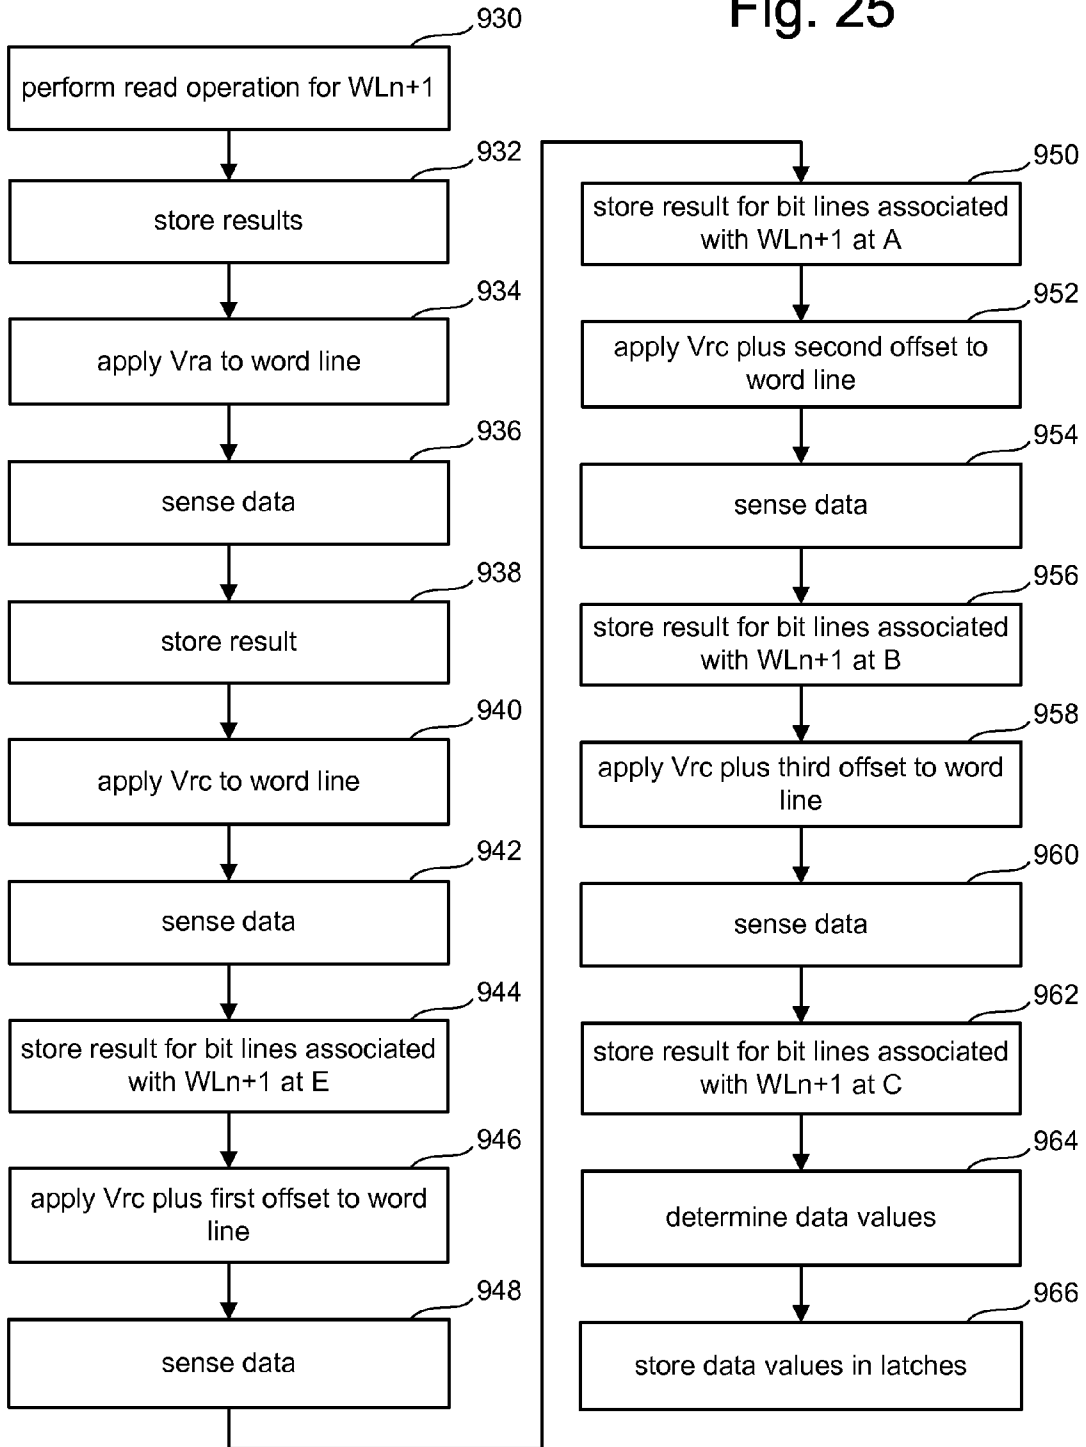 Fig. 25
930
perform read operation for WLn+1
932
store results
934
apply Vra to word line
936
sense data
938
store result
940
apply Vrc to word line
942
sense data
944
store result for bit lines associated
with WLn+1 at E
946
apply Vrc plus first offset to word
line
948
sense data
950
store result for bit lines associated
with WLn+1 at A
952
apply Vrc plus second offset to
word line
954
sense data
956
store result for bit lines associated
with WLn+1 at B
958
apply Vrc plus third offset to word
line
960
sense data
962
store result for bit lines associated
with WLn+1 at C
964
determine data values
966
store data values in latches